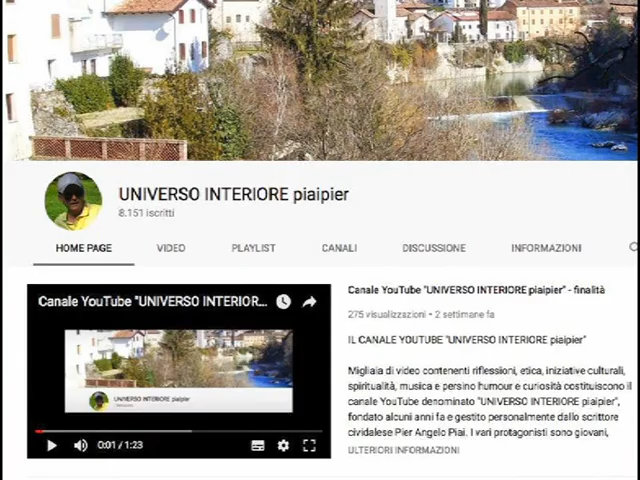 UNIVERSO INTERIORE piaipier
8.151 iscritti
HOME PAGE VIDEO PLAYLIST CANALI DISCUSSIONE INFORMAZIONI
Canale YouTube "UNIVERSO INTERIOR...
UNIVERSO INTERIORE piaipier
0:01 / 1:23
Canale YouTube "UNIVERSO INTERIORE piaipier" - finalità
275 visualizzazioni • 2 settimane fa
IL CANALE YOUTUBE "UNIVERSO INTERIORE piaipier"
Migliaia di video contenenti riflessioni, etica, iniziative culturali,
spiritualità, musica e persino humour e curiosità costituiscono il
canale YouTube denominato "UNIVERSO INTERIORE piaipier",
fondato alcuni anni fa e gestito personalmente dallo scrittore
cividalese Pier Angelo Piai. I vari protagonisti sono giovani,
ULTERIORI INFORMAZIONI